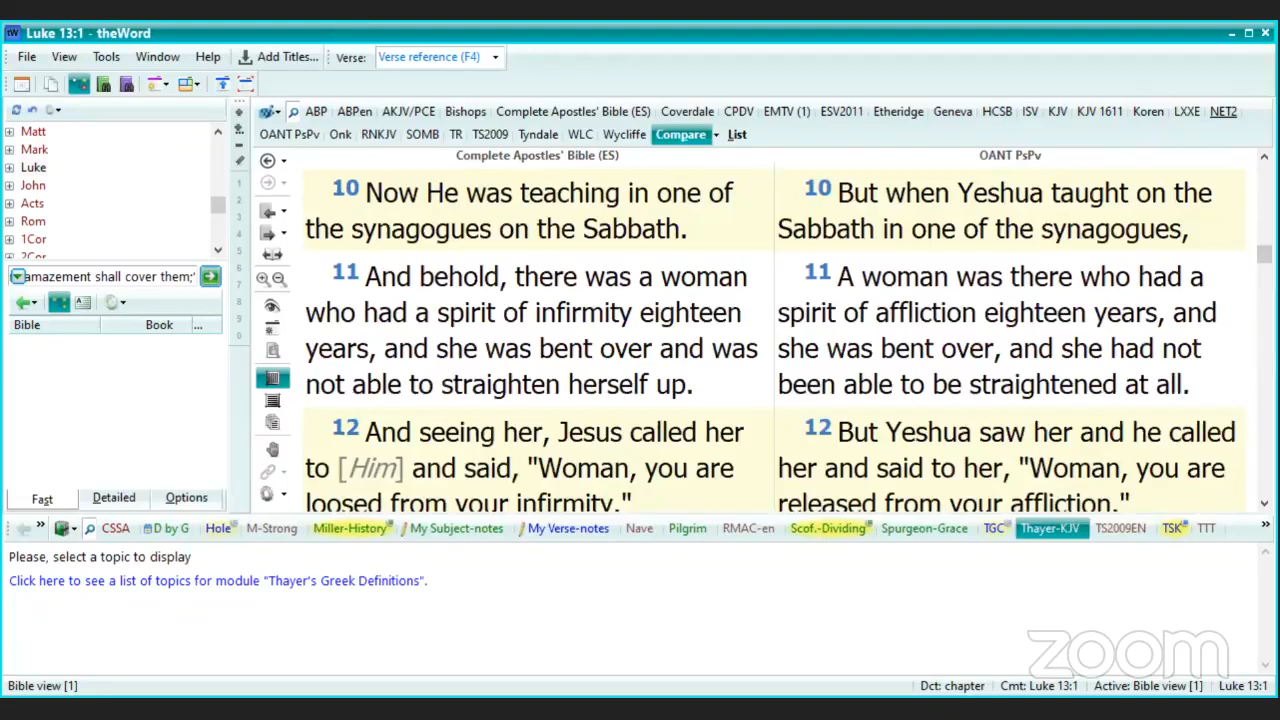 tW Luke 13:1 - theWord
File View Tools Window Help Add Titles... Verse: Verse reference (F4)
ABP ABPen AKJV/PCE Bishops Complete Apostles' Bible (ES) Coverdale CPDV EMTV (1) ESV2011 Etheridge Geneva HCSB ISV KJV KJV 1611 Koren LXXE NET2
OANT PsPv Onk RNKJV SOMB TR TS2009 Tyndale WLC Wycliffe Compare List
Matt
Mark
Luke
John
Acts
Rom
1Cor
2Cor
amazement shall cover them;
Bible Book ...
Fast Detailed Options
1
2
3
4
5
6
7
8
9
0
Complete Apostles' Bible (ES)
10 Now He was teaching in one of
the synagogues on the Sabbath.
11 And behold, there was a woman
who had a spirit of infirmity eighteen
years, and she was bent over and was
not able to straighten herself up.
12 And seeing her, Jesus called her
to [Him] and said, "Woman, you are
loosed from your infirmity."
OANT PsPv
10 But when Yeshua taught on the
Sabbath in one of the synagogues,
11 A woman was there who had a
spirit of affliction eighteen years, and
she was bent over, and she had not
been able to be straightened at all.
12 But Yeshua saw her and he called
her and said to her, "Woman, you are
released from your affliction."
CSSA D by G Hole M-Strong Miller-History My Subject-notes My Verse-notes Nave Pilgrim RMAC-en Scof.-Dividing Spurgeon-Grace TGC Thayer-KJV TS2009EN TSK TTT
Please, select a topic to display
Click here to see a list of topics for module "Thayer's Greek Definitions".
zoom
Bible view [1] Dct: chapter Cmt: Luke 13:1 Active: Bible view [1] Luke 13:1